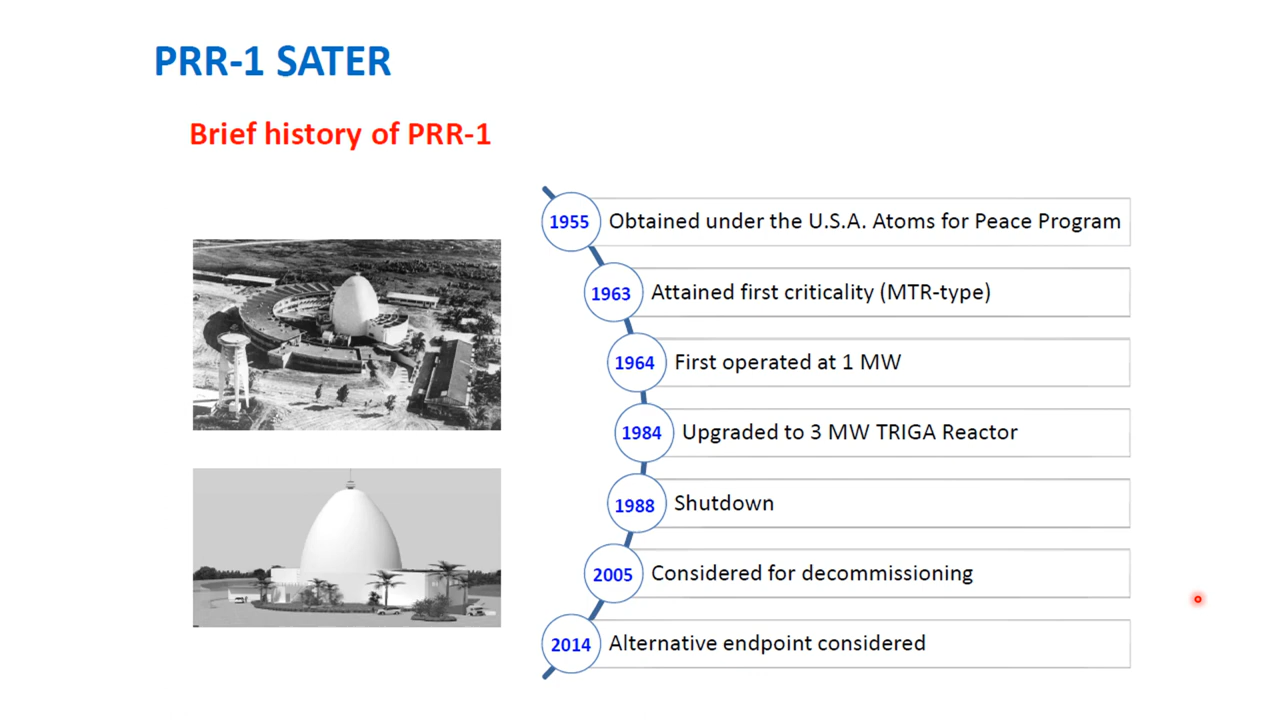 PRR-1 SATER
Brief history of PRR-1
1955 Obtained under the U.S.A. Atoms for Peace Program
1963 Attained first criticality (MTR-type)
1964 First operated at 1 MW
1984 Upgraded to 3 MW TRIGA Reactor
1988 Shutdown
2005 Considered for decommissioning
2014 Alternative endpoint considered